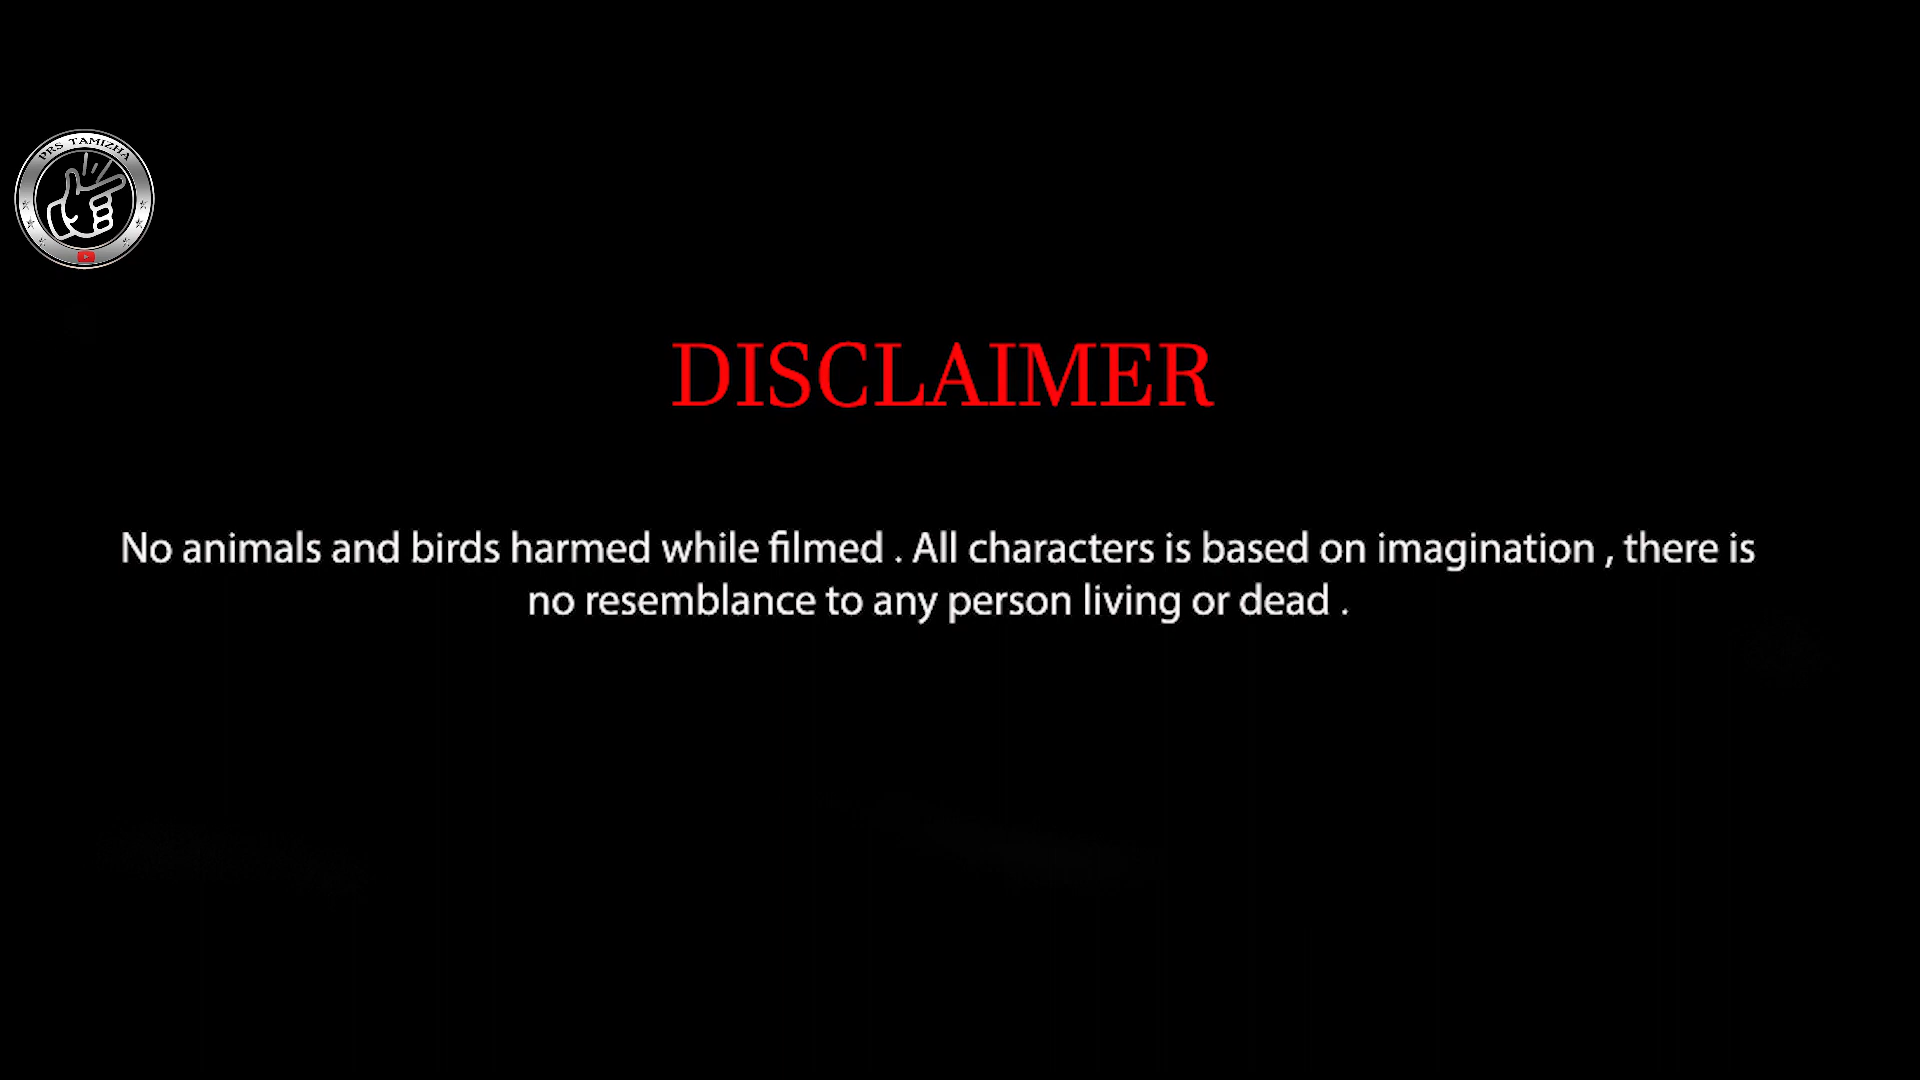 PRS TAMIZHA
DISCLAIMER
No animals and birds harmed while filmed . All characters is based on imagination , there is
no resemblance to any person living or dead .